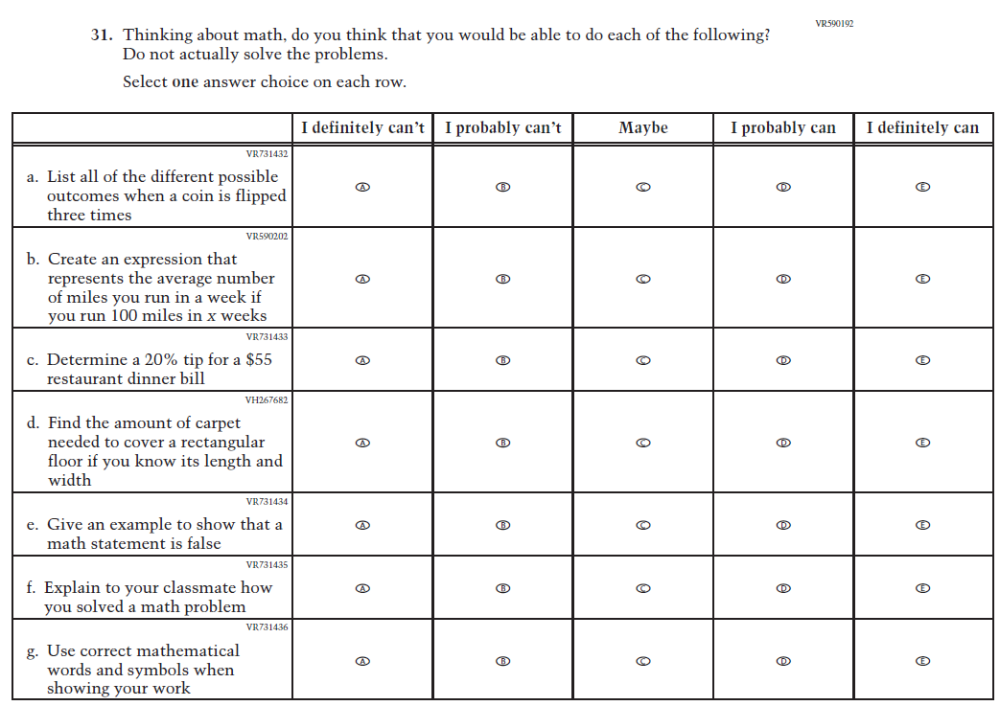 VR590192
31. Thinking about math, do you think that you would be able to do each of the following?
Do not actually solve the problems.
Select one answer choice on each row.
I definitely can't I probably can't Maybe I probably can I definitely can
VR731432
a. List all of the different possible
outcomes when a coin is flipped
three times
A B C D E
VR590202
b. Create an expression that
represents the average number
of miles you run in a week if
you run 100 miles in x weeks
A B C D E
VR731433
c. Determine a 20% tip for a $55
restaurant dinner bill
A B C D E
VH267682
d. Find the amount of carpet
needed to cover a rectangular
floor if you know its length and
width
A B C D E
VR731434
e. Give an example to show that a
math statement is false
A B C D E
VR731435
f. Explain to your classmate how
you solved a math problem
A B C D E
VR731436
g. Use correct mathematical
words and symbols when
showing your work
A B C D E